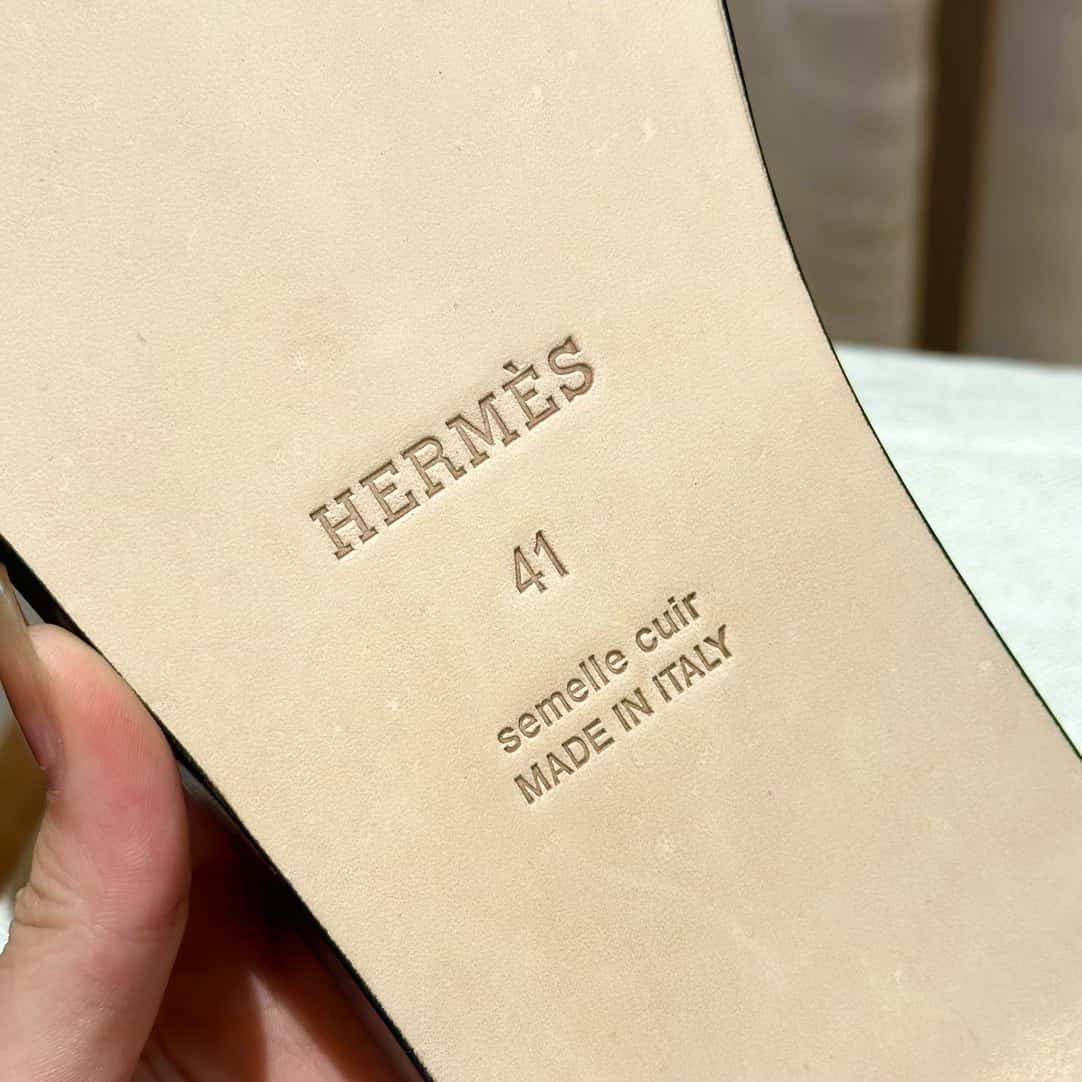 HERMÈS
41
semelle cuir
MADE IN ITALY